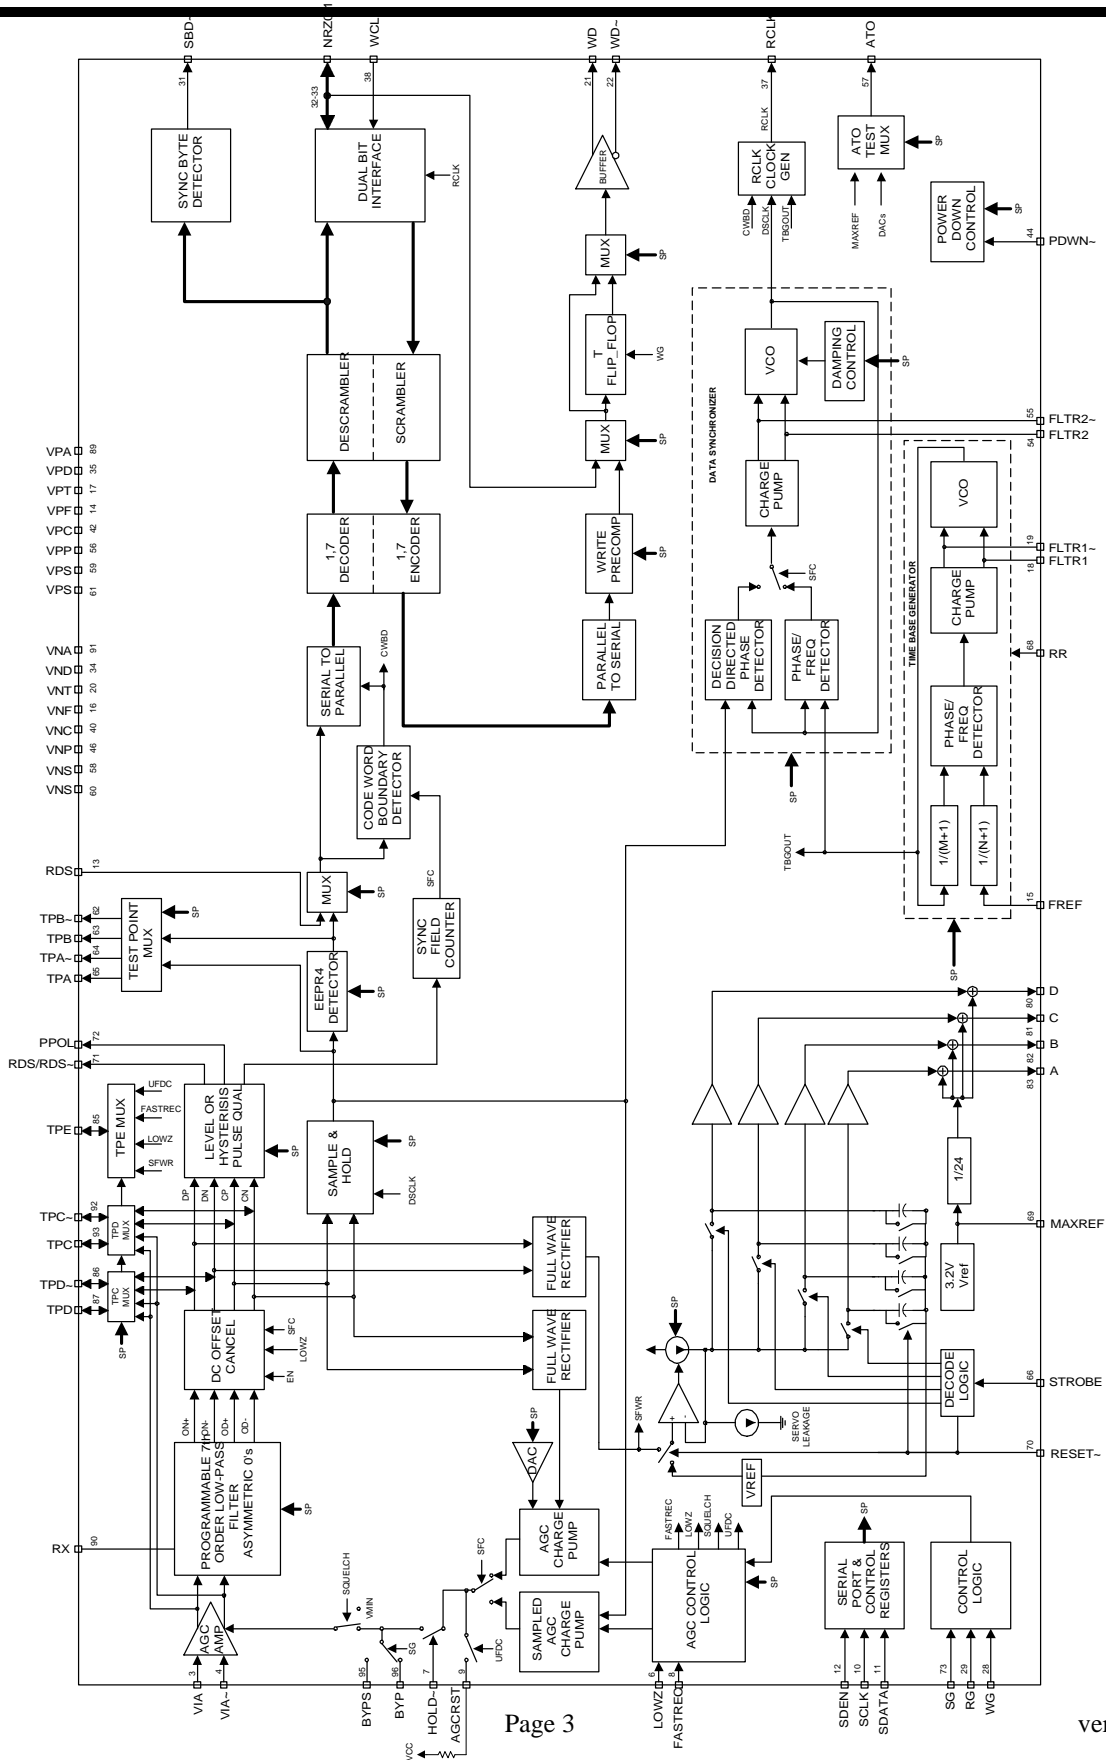 SBD~
NRZ0/1
WCL
WD
WD~
RCLK
ATO
31
32-33
38
21
22
37
57
SYNC BYTE
DETECTOR
DUAL BIT
INTERFACE
RCLK
BUFFER
RCLK
RCLK
CLOCK
GEN
CWBD
DSCLK
TBGOUT
ATO
TEST
MUX
SP
MAXREF
DACs
POWER
DOWN
CONTROL
SP
44
PDWN~
MUX
SP
T
FLIP_FLOP
WG
MUX
SP
DESCRAMBLER
SCRAMBLER
1,7
DECODER
1,7
ENCODER
WRITE
PRECOMP
SP
PARALLEL
TO SERIAL
SERIAL TO
PARALLEL
CWBD
CODE WORD
BOUNDARY
DETECTOR
DATA SYNCHRONIZER
VCO
DAMPING
CONTROL
SP
CHARGE
PUMP
SFC
DECISION
DIRECTED
PHASE
DETECTOR
PHASE/
FREQ
DETECTOR
SP
TBGOUT
55
FLTR2~
54
FLTR2
TIME BASE GENERATOR
VCO
CHARGE
PUMP
PHASE/
FREQ
DETECTOR
1/(M+1)
1/(N+1)
SP
19
FLTR1~
18
FLTR1
68
RR
15
FREF
VPA 89
VPD 35
VPT 17
VPF 14
VPC 42
VPP 56
VPS 59
VPS 61
VNA 91
VND 34
VNT 20
VNF 16
VNC 40
VNP 46
VNS 58
VNS 60
RDS 13
TPB~ 62
TPB 63
TPA~ 64
TPA 65
TEST POINT
MUX
SP
MUX
SP
EEPR4
DETECTOR
SP
SFC
SYNC
FIELD
COUNTER
PPOL 72
RDS/RDS~ 71
TPE 85
TPE MUX
UFDC
FASTREC
LOWZ
SFWR
LEVEL OR
HYSTERISIS
PULSE QUAL
SP
DP
DN
CP
CN
SAMPLE &
HOLD
SP
DSCLK
TPC~ 92
TPC 93
TPD
MUX
TPD~ 86
TPD 87
TPC
MUX
SP
DC OFFSET
CANCEL
SFC
LOWZ
EN
ON+
ON-
OD+
OD-
FULL WAVE
RECTIFIER
FULL WAVE
RECTIFIER
PROGRAMMABLE 7th
ORDER LOW-PASS
FILTER
ASYMMETRIC 0's
SP
RX 90
AGC
AMP
3
VIA
4
VIA~
SQUELCH
VMIN
SG
95
BYPS
96
BYP
7
HOLD~
9
AGCRST
VCC
UFDC
SFC
SP
DAC
AGC
CHARGE
PUMP
SAMPLED
AGC
CHARGE
PUMP
FASTREC
LOWZ
SQUELCH
UFDC
AGC CONTROL
LOGIC
SP
6
LOWZ
8
FASTREC
SFWR
SP
+
-
SERVO
LEAKAGE
VREF
DECODE
LOGIC
3.2V
Vref
1/24
80
D
81
C
82
B
83
A
69
MAXREF
66
STROBE
70
RESET~
SP
SERIAL
PORT &
CONTROL
REGISTERS
CONTROL
LOGIC
12
SDEN
10
SCLK
11
SDATA
73
SG
29
RG
28
WG
Page 3
ver